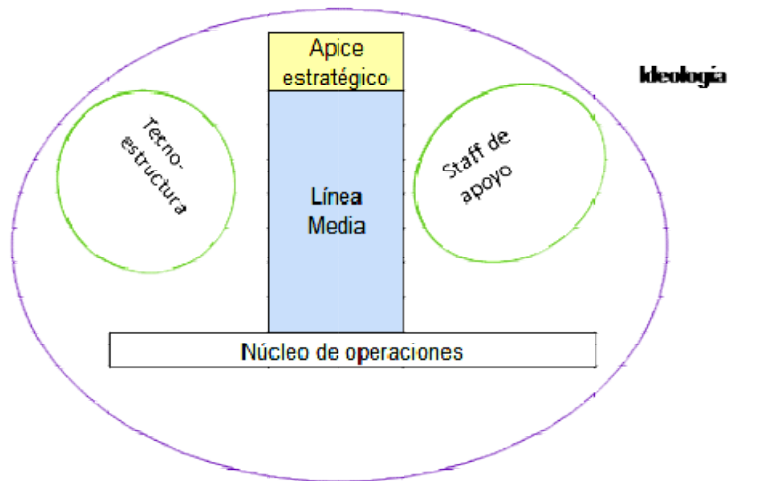 Apice
estratégico
Ideología
Tecno-
estructura
Staff de
apoyo
Línea
Media
Núcleo de operaciones